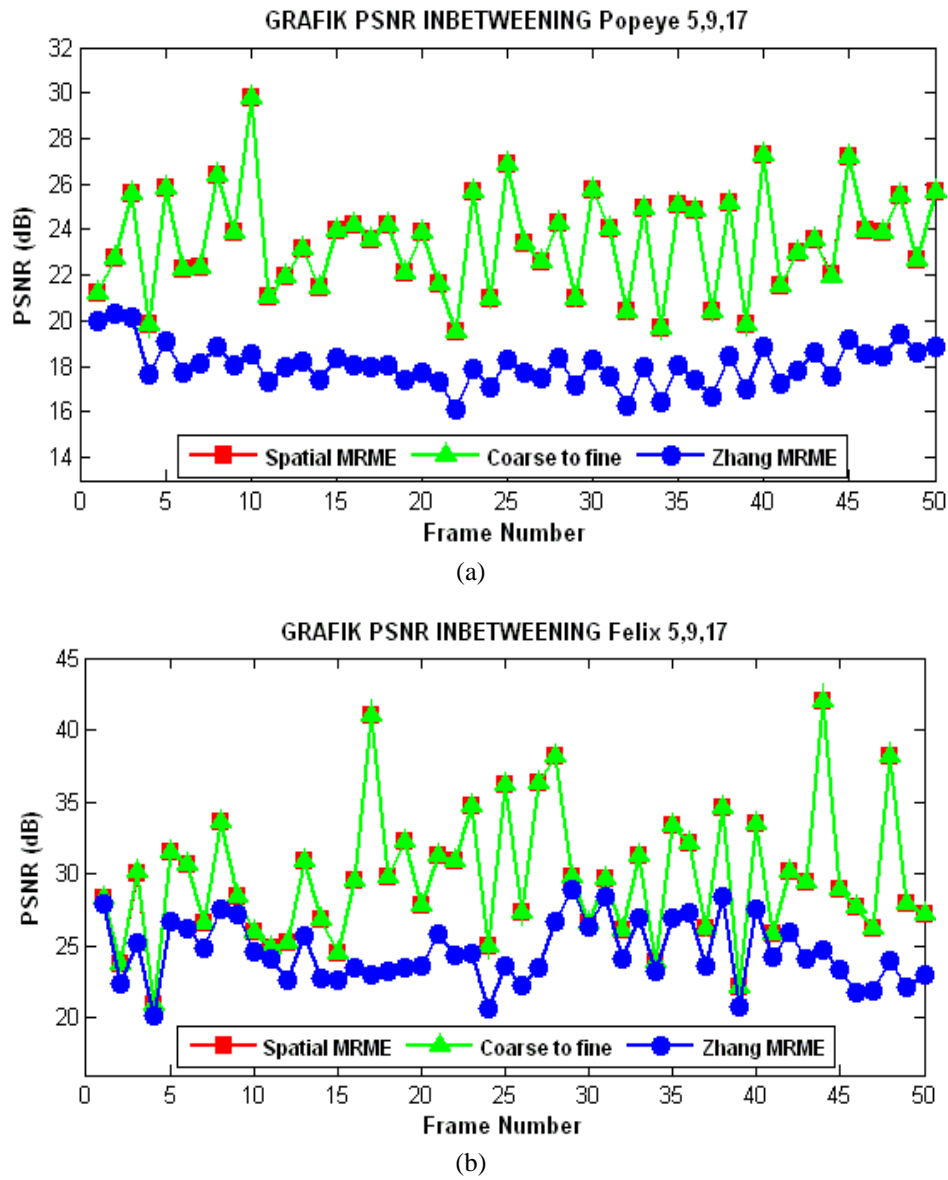 GRAFIK PSNR INBETWEENING Popeye 5,9,17
32
30
28
26
24
22
20
18
16
14
PSNR (dB)
Spatial MRME Coarse to fine Zhang MRME
0 5 10 15 20 25 30 35 40 45 50
Frame Number
(a)
GRAFIK PSNR INBETWEENING Felix 5,9,17
45
40
35
30
25
20
PSNR (dB)
Spatial MRME Coarse to fine Zhang MRME
0 5 10 15 20 25 30 35 40 45 50
Frame Number
(b)